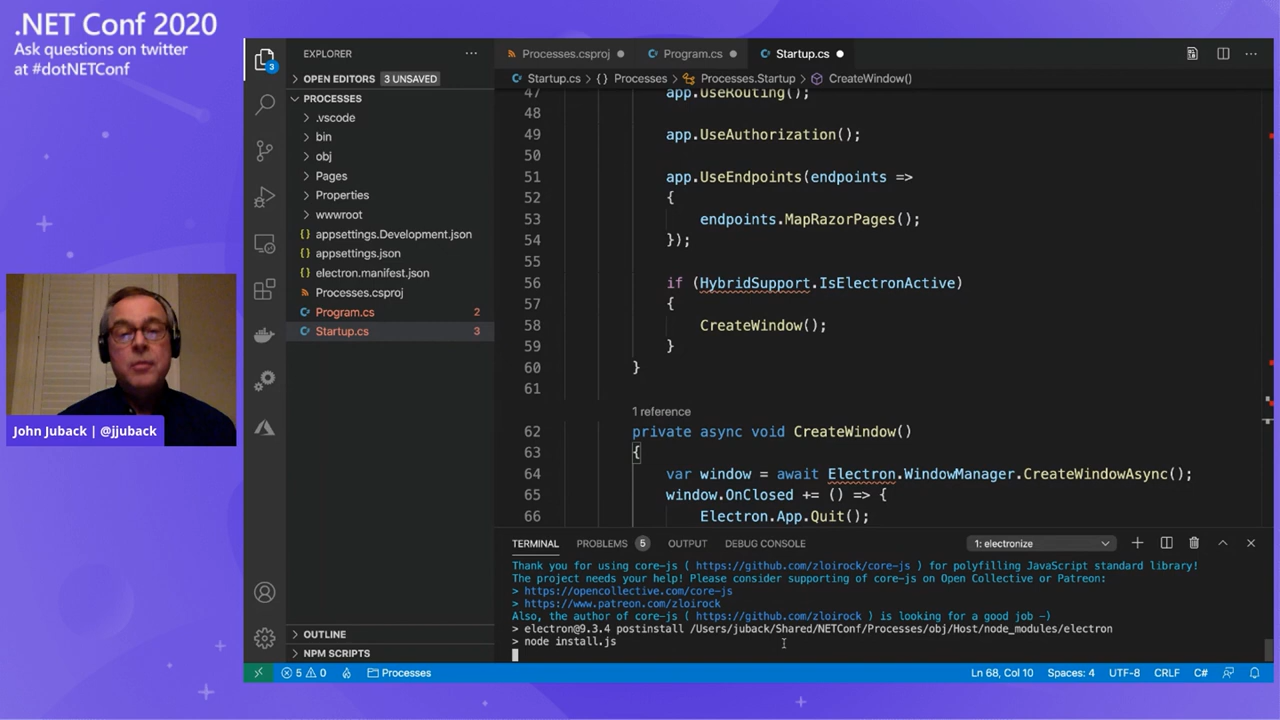 .NET Conf 2020
Ask questions on twitter
at #dotNETConf
John Juback | @jjuback
3
EXPLORER
OPEN EDITORS 3 UNSAVED
PROCESSES
.vscode
bin
obj
Pages
Properties
wwwroot
{} appsettings.Development.json
{} appsettings.json
{} electron.manifest.json
Processes.csproj
C# Program.cs 2
C# Startup.cs 3
OUTLINE
NPM SCRIPTS
Processes.csproj C# Program.cs C# Startup.cs
C# Startup.cs > {} Processes > Processes.Startup > CreateWindow()
47 app.UseRouting();
48
49 app.UseAuthorization();
50
51 app.UseEndpoints(endpoints =>
52 {
53 endpoints.MapRazorPages();
54 });
55
56 if (HybridSupport.IsElectronActive)
57 {
58 CreateWindow();
59 }
60 }
61
1 reference
62 private async void CreateWindow()
63 {
64 var window = await Electron.WindowManager.CreateWindowAsync();
65 window.OnClosed += () => {
66 Electron.App.Quit();
TERMINAL PROBLEMS 5 OUTPUT DEBUG CONSOLE 1: electronize
Thank you for using core-js ( https://github.com/zloirock/core-js ) for polyfilling JavaScript standard library!
The project needs your help! Please consider supporting of core-js on Open Collective or Patreon:
> https://opencollective.com/core-js
> https://www.patreon.com/zloirock
Also, the author of core-js ( https://github.com/zloirock ) is looking for a good job -)
> electron@9.3.4 postinstall /Users/juback/Shared/NETConf/Processes/obj/Host/node_modules/electron
> node install.js
5 0 Processes Ln 68, Col 10 Spaces: 4 UTF-8 CRLF C#